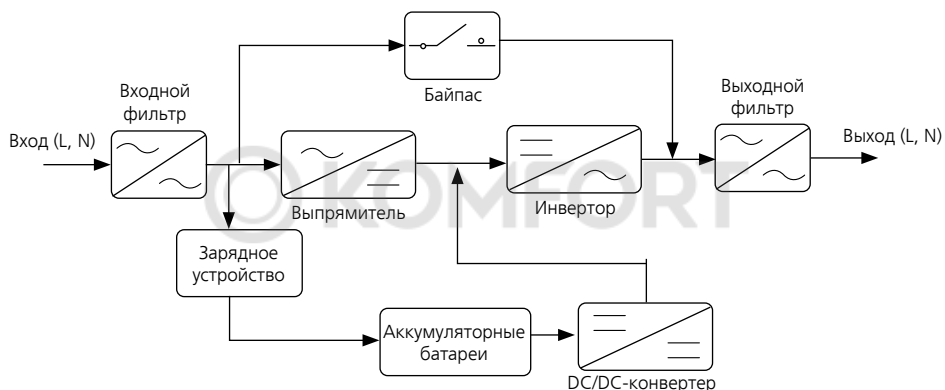 Байпас
Входной
фильтр
Выходной
фильтр
Вход (L, N)
Выход (L, N)
Выпрямитель
Инвертор
KOMFORT
Зарядное
устройство
Аккумуляторные
батареи
DC/DC-конвертер